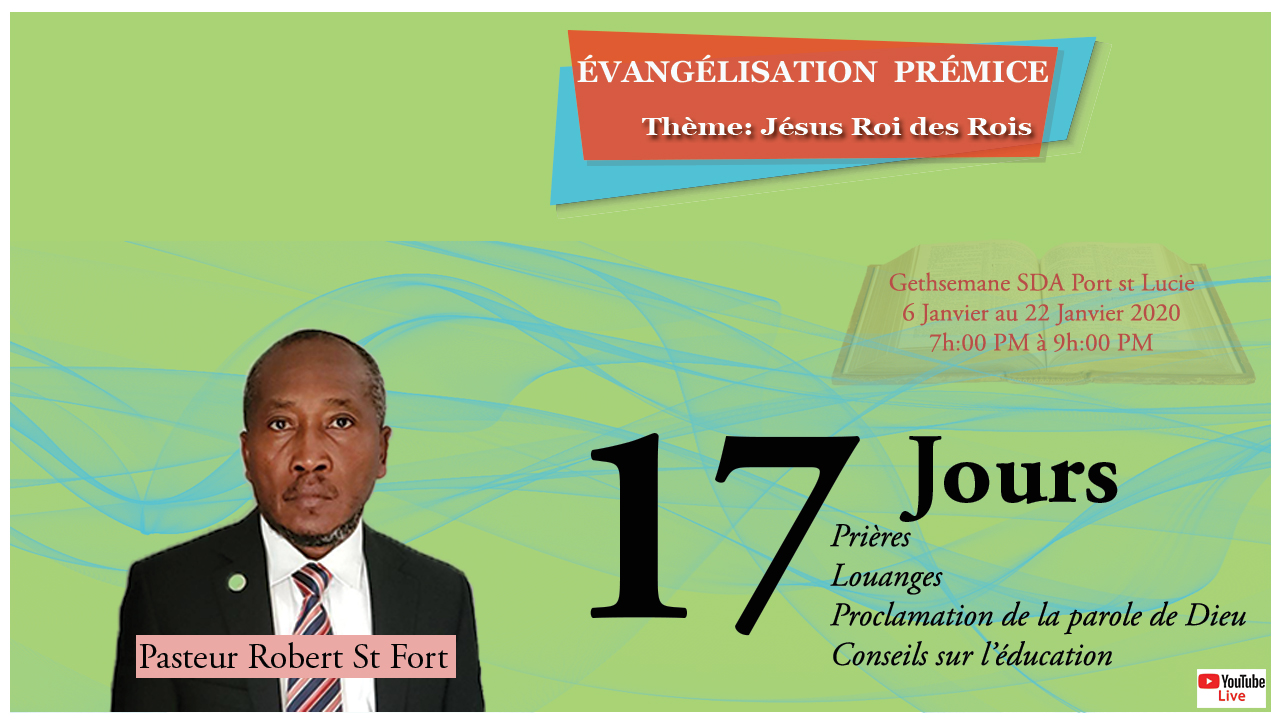 ÉVANGÉLISATION PRÉMICE
Thème: Jésus Roi des Rois
Gethsemane SDA Port st Lucie
6 Janvier au 22 Janvier 2020
7h:00 PM à 9h:00 PM
17 Jours
Prières
Louanges
Proclamation de la parole de Dieu
Conseils sur l'éducation
Pasteur Robert St Fort
YouTube
Live